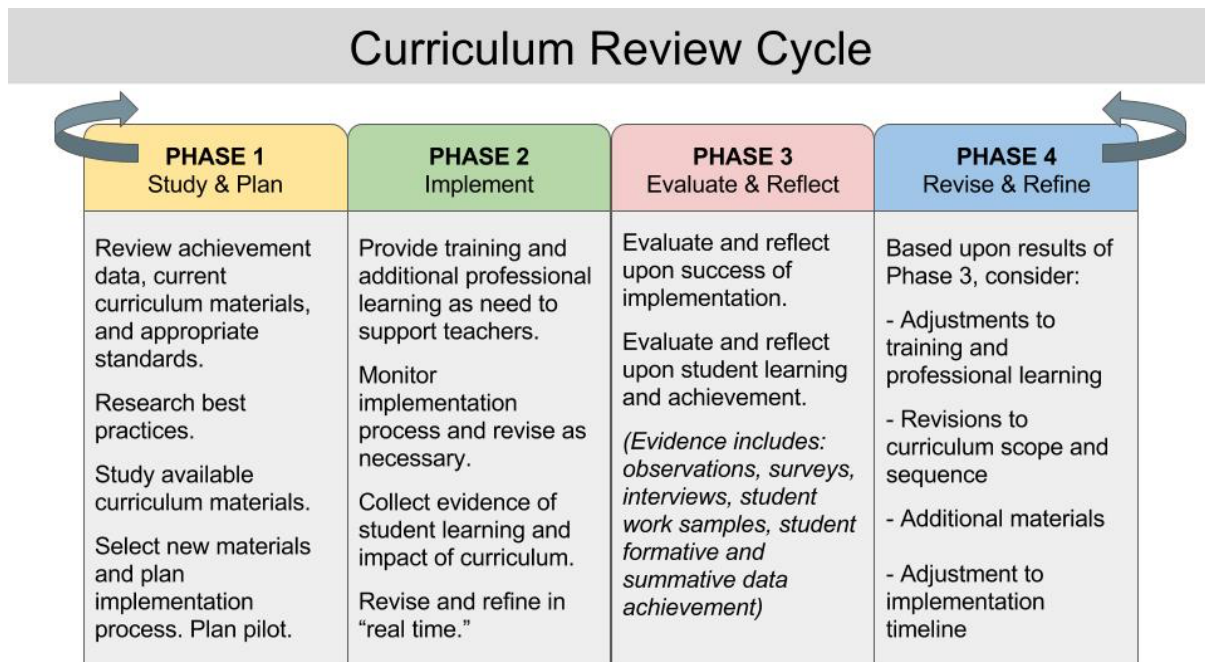 Curriculum Review Cycle
PHASE 1
Study & Plan
Review achievement
data, current
curriculum materials,
and appropriate
standards.
Research best
practices.
Study available
curriculum materials.
Select new materials
and plan
implementation
process. Plan pilot.
PHASE 2
Implement
Provide training and
additional professional
learning as need to
support teachers.
Monitor
implementation
process and revise as
necessary.
Collect evidence of
student learning and
impact of curriculum.
Revise and refine in
“real time.”
PHASE 3
Evaluate & Reflect
Evaluate and reflect
upon success of
implementation.
Evaluate and reflect
upon student learning
and achievement.
(Evidence includes:
observations, surveys,
interviews, student
work samples, student
formative and
summative data
achievement)
PHASE 4
Revise & Refine
Based upon results of
Phase 3, consider:
- Adjustments to
training and
professional learning
- Revisions to
curriculum scope and
sequence
- Additional materials
- Adjustment to
implementation
timeline